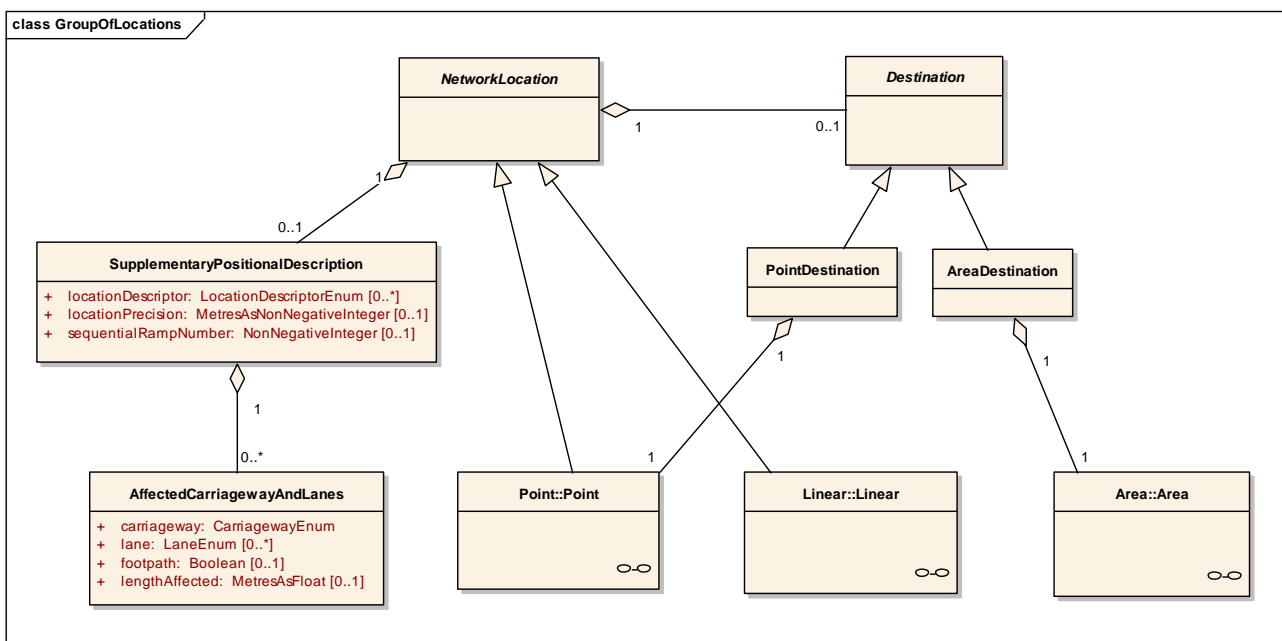 class GroupOfLocations
NetworkLocation
Destination
1
0..1
1
0..1
SupplementaryPositionalDescription
+ locationDescriptor: LocationDescriptorEnum [0..*]
+ locationPrecision: MetresAsNonNegativeInteger [0..1]
+ sequentialRampNumber: NonNegativeInteger [0..1]
PointDestination
AreaDestination
1
1
1
0..*
1
1
AffectedCarriagewayAndLanes
+ carriageway: CarriagewayEnum
+ lane: LaneEnum [0..*]
+ footpath: Boolean [0..1]
+ lengthAffected: MetresAsFloat [0..1]
Point::Point
Linear::Linear
Area::Area